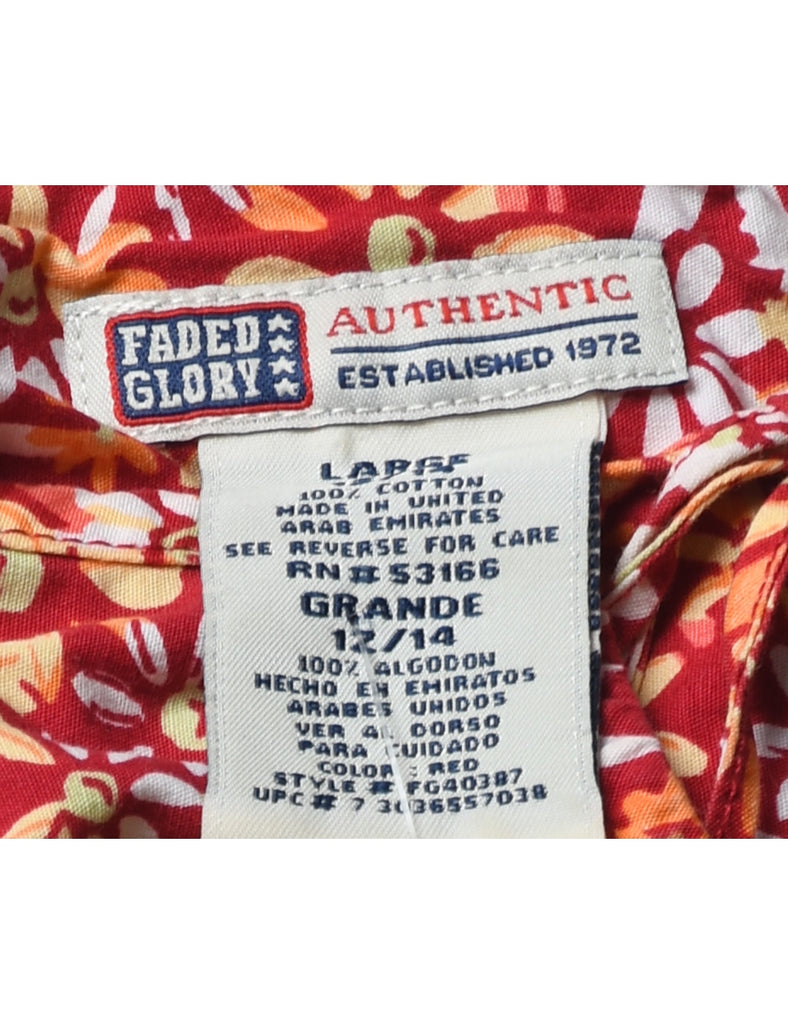 FADED
GLORY
AUTHENTIC
ESTABLISHED 1972
LARGE
100% COTTON
MADE IN UNITED
ARAB EMIRATES
SEE REVERSE FOR CARE
RN# 53166
GRANDE
12/14
100% ALGODON
HECHO EN EMIRATOS
ARABES UNIDOS
VER AL DORSO
PARA CUIDADO
COLOR: RED
STYLE # FG40387
UPC #